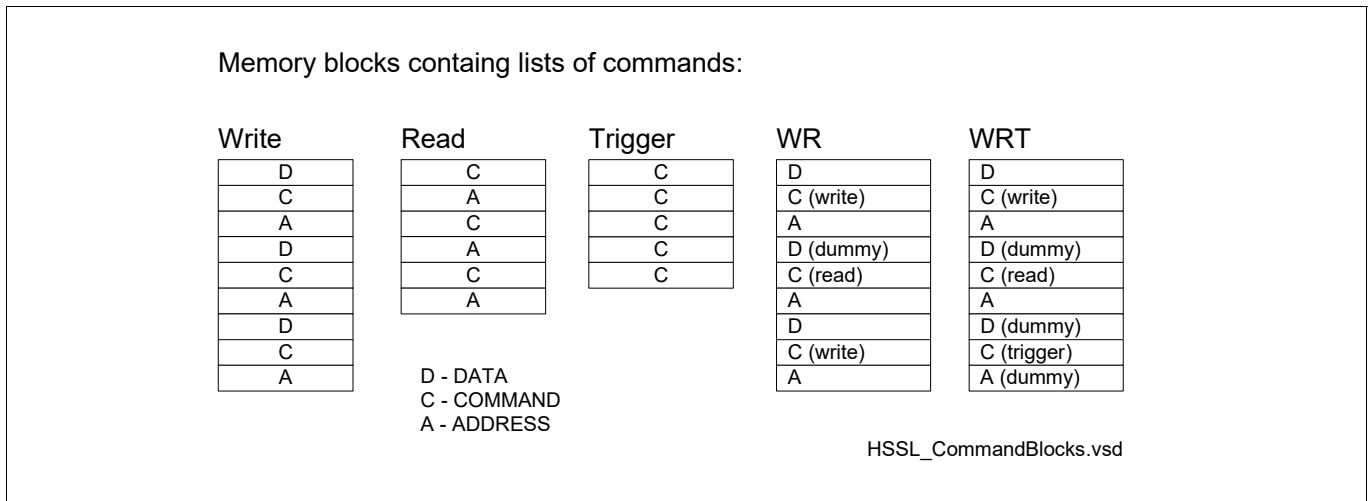 Memory blocks containg lists of commands:
Write Read Trigger WR WRT
D C C D D
C A C C (write) C (write)
A C C A A
D A C D (dummy) D (dummy)
C C C C (read) C (read)
A A A A
D D D (dummy)
C C (write) C (trigger)
A A A (dummy)
D - DATA
C - COMMAND
A - ADDRESS
HSSL_CommandBlocks.vsd